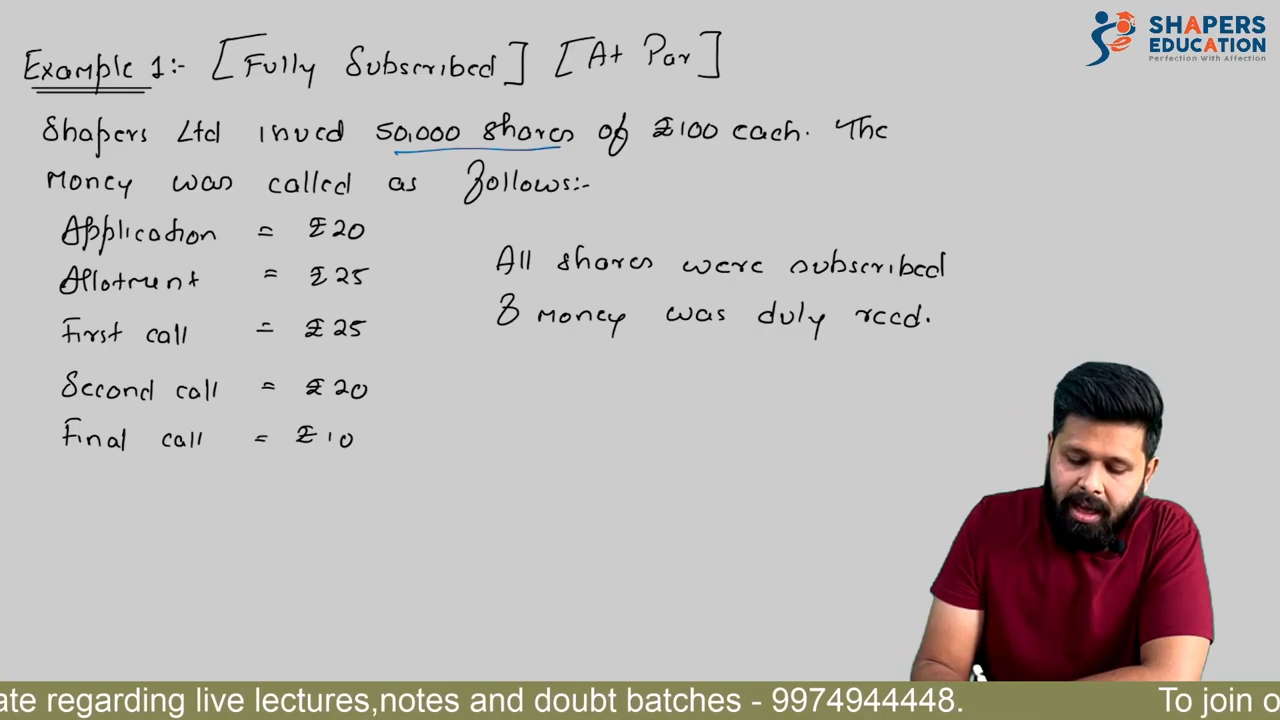 Example 1:- [Fully Subscribed] [At Par]
Shapers Ltd issued 50,000 shares of ₹100 each. The
Money was called as follows:-
Application = ₹20
Allotment = ₹25
First call = ₹25
Second call = ₹20
Final call = ₹10
All shares were subscribed
& money was duly recd.
SHAPERS
EDUCATION
Perfection With Affection
ate regarding live lectures,notes and doubt batches - 9974944448. To join o